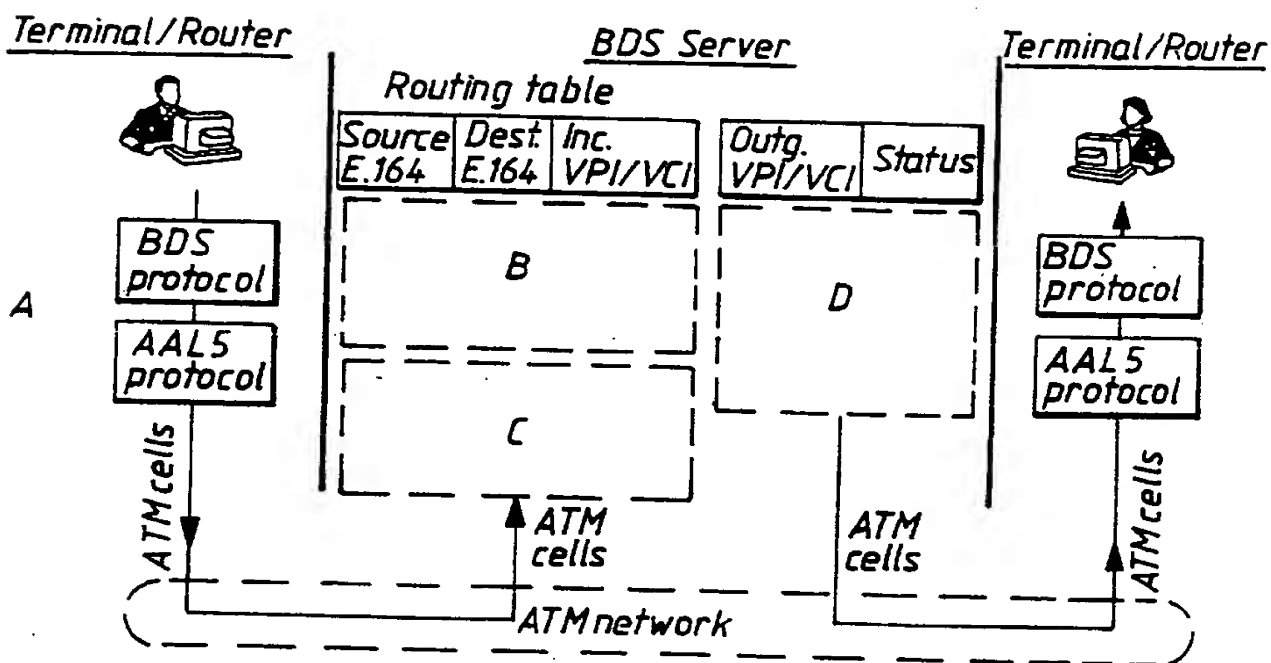 Terminal/Router
BDS Server
Terminal/Router
Routing table
Source
E.164
Dest.
E.164
Inc.
VPI/VCI
Outg.
VPI/VCI
Status
BDS
protocol
AAL5
protocol
A
B
C
D
BDS
protocol
AAL5
protocol
ATM cells
ATM
cells
ATM
cells
ATM cells
ATM network